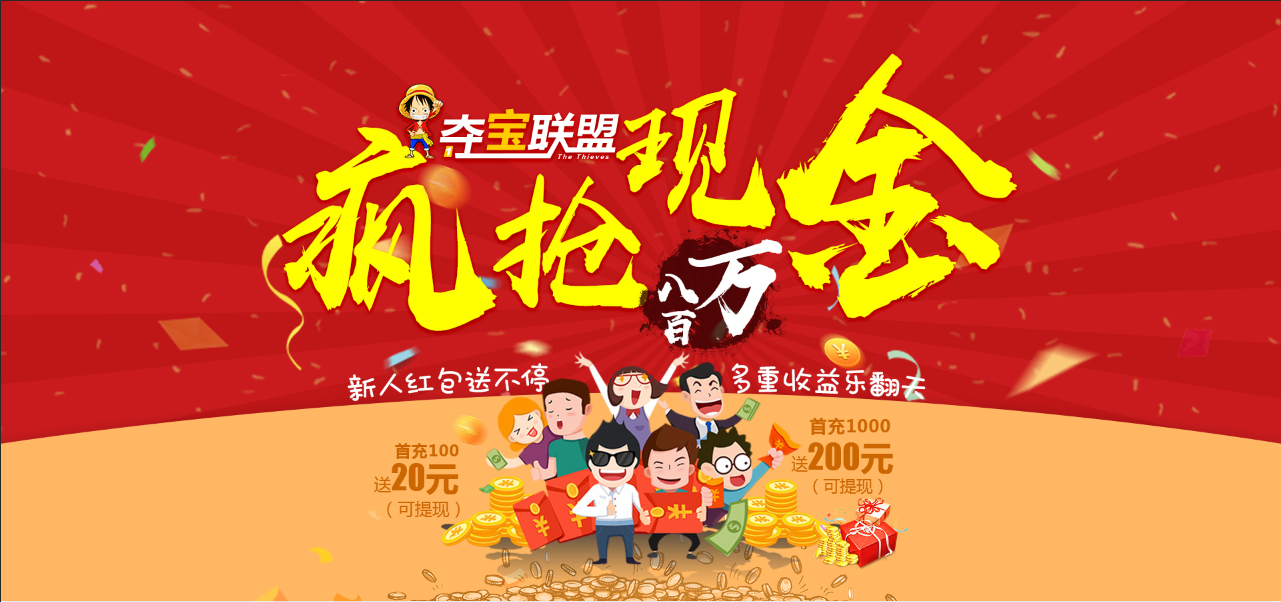 夺宝联盟
The Thieves
疯抢现金
八百万
新人红包送不停
多重收益乐翻天
首充100
送20元
（可提现）
首充1000
送200元
（可提现）